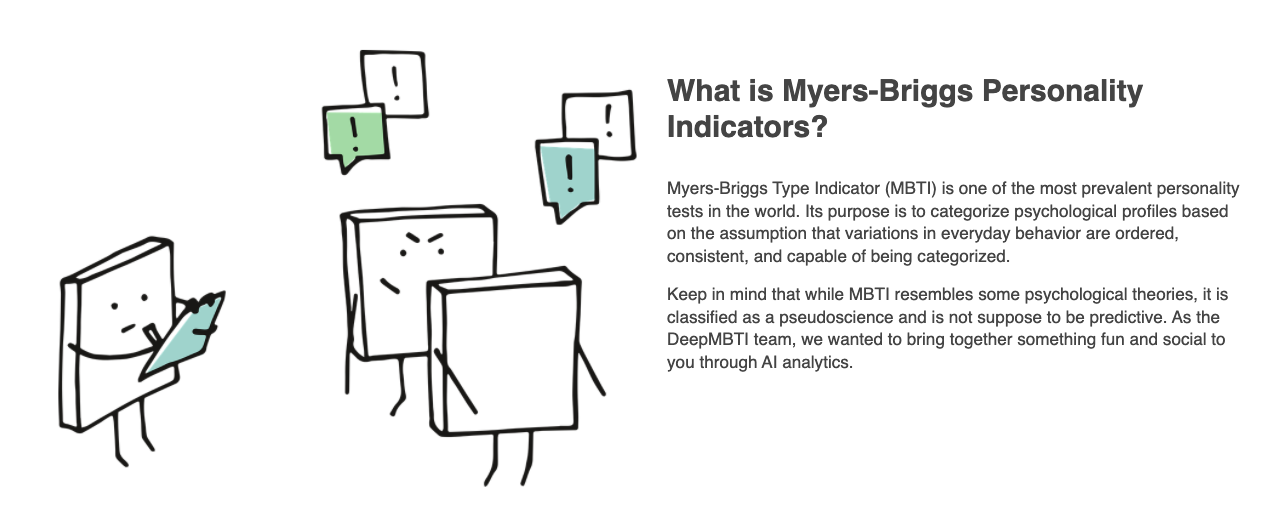 !
!
!
!
What is Myers-Briggs Personality
Indicators?
Myers-Briggs Type Indicator (MBTI) is one of the most prevalent personality
tests in the world. Its purpose is to categorize psychological profiles based
on the assumption that variations in everyday behavior are ordered,
consistent, and capable of being categorized.
Keep in mind that while MBTI resembles some psychological theories, it is
classified as a pseudoscience and is not suppose to be predictive. As the
DeepMBTI team, we wanted to bring together something fun and social to
you through AI analytics.